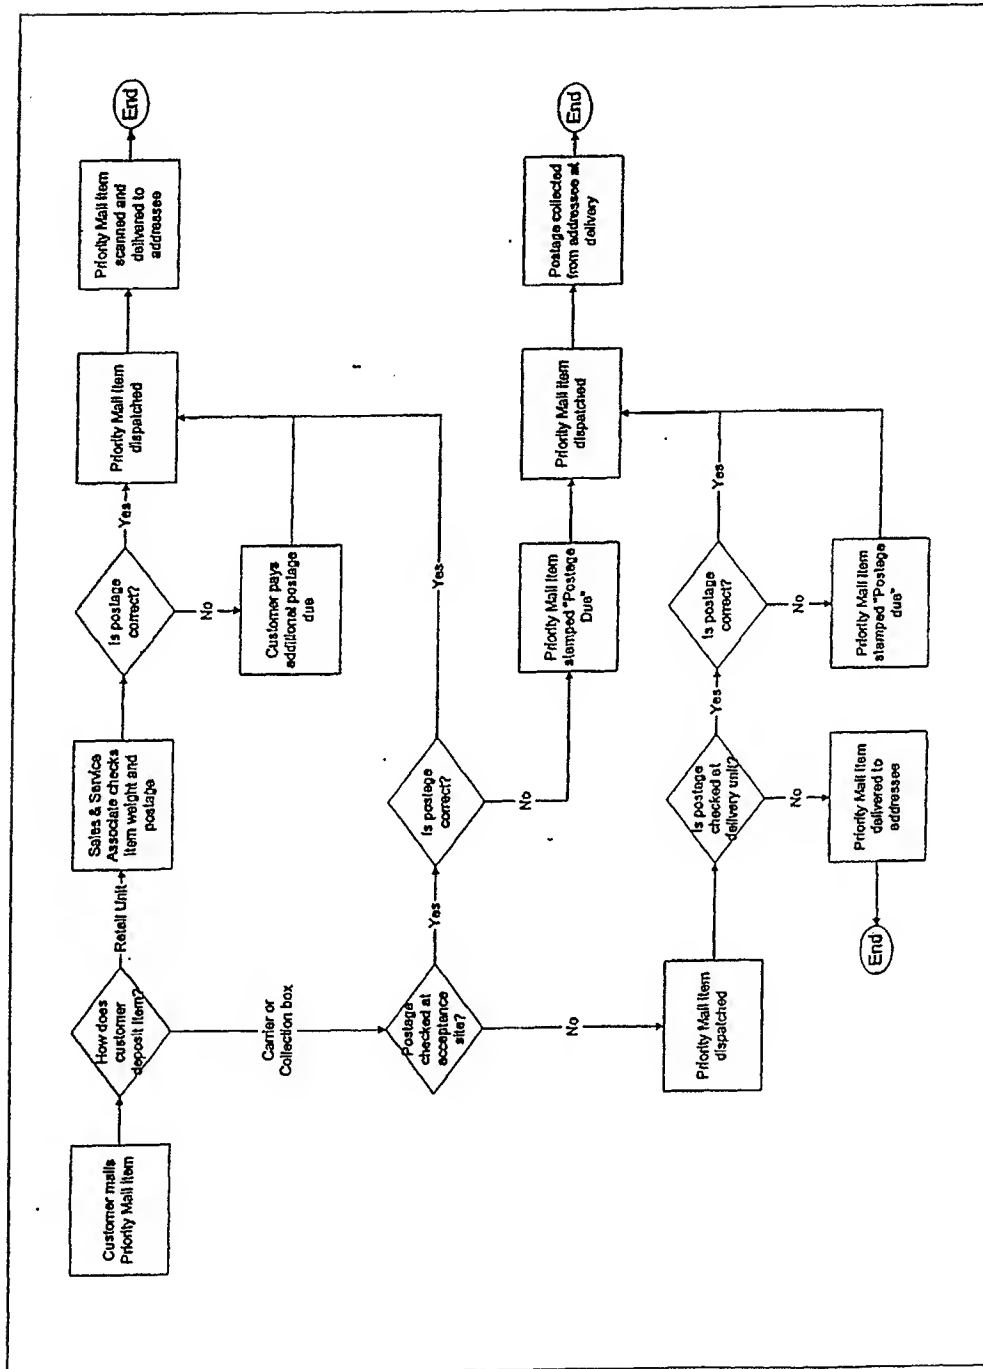 Customer mails
Priority Mail Item
How does
customer
deposit item?
Retail Unit
Sales & Service
Associate checks
item weight and
postage
Is postage
correct?
Yes
Priority Mail Item
dispatched
Priority Mail Item
scanned and
delivered to
addressee
End
No
Customer pays
additional postage
due
Carrier or
Collection box
Postage
checked at
acceptance
site?
Yes
Is postage
correct?
Yes
No
Priority Mail Item
stamped "Postage
Due"
Priority Mail Item
dispatched
Postage collected
from addressee at
delivery
End
No
Priority Mail Item
dispatched
Is postage
checked at
delivery unit?
Yes
Is postage
correct?
Yes
No
Priority Mail Item
stamped "Postage
due"
No
Priority Mail Item
delivered to
addressee
End